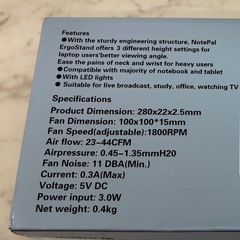 Features
●With the sturdy engineering structure, NotePal
ErgoStand offers 3 different height settings for
laptop users'better viewing angle.
Ease the pains of neck and wrist for heavy users
●Compatible with majority of notebook and tablet
●With LED lights
● Suitable for live broadcast, study, office, watching TV
Specifications
Product Dimension: 280x22x2.5mm
Fan Dimension: 100x100*15mm
Fan Speed(adjustable):1800RPM
Air flow: 23~44CFM
Airpressure: 0.45~1.35mmH20
Fan Noise: 11 DBA(Min).
Current: 0.3A(Max)
Voltage: 5V DC
Power input: 3.0W
Net weight: 0.4kg